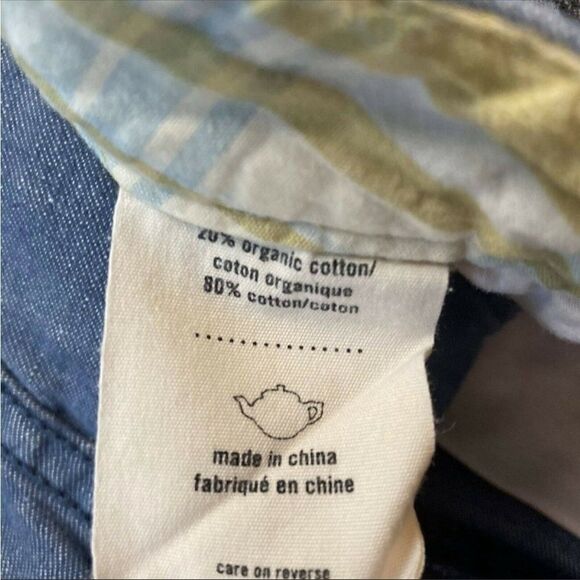 20% organic cotton/
coton organique
80% cotton/coton
made in china
fabriqué en chine
care on reverse